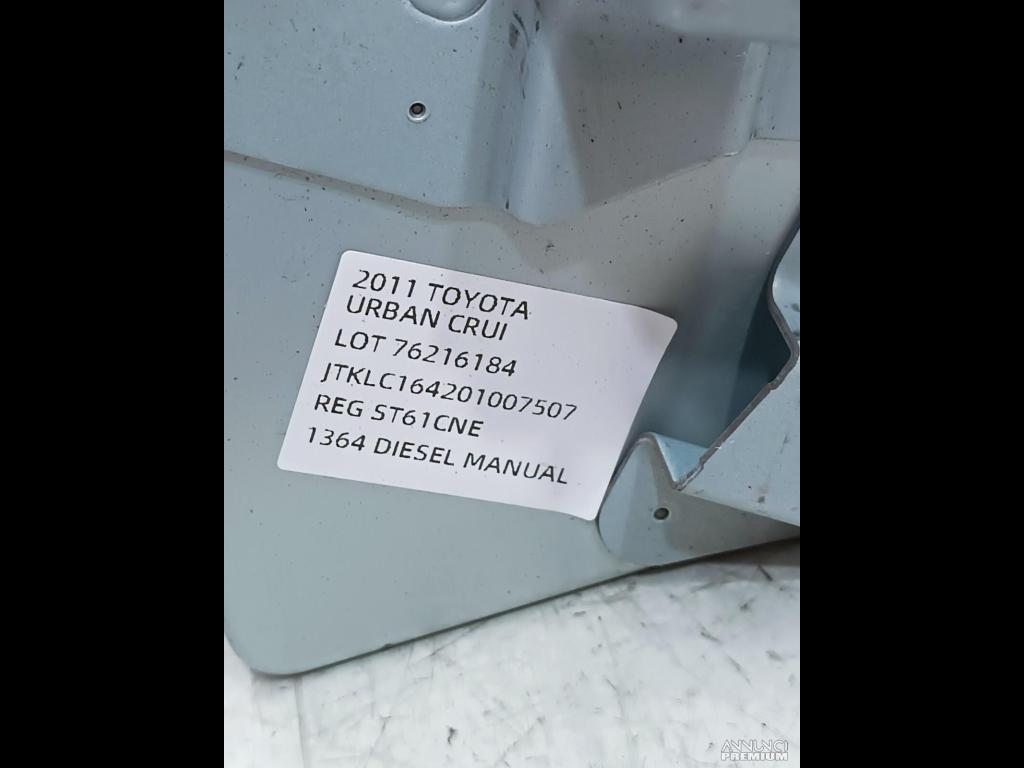 2011 TOYOTA
URBAN CRUI
LOT 76216184
JTKLC164201007507
REG ST61CNE
1364 DIESEL MANUAL
ANNUNCI
PREMIUM